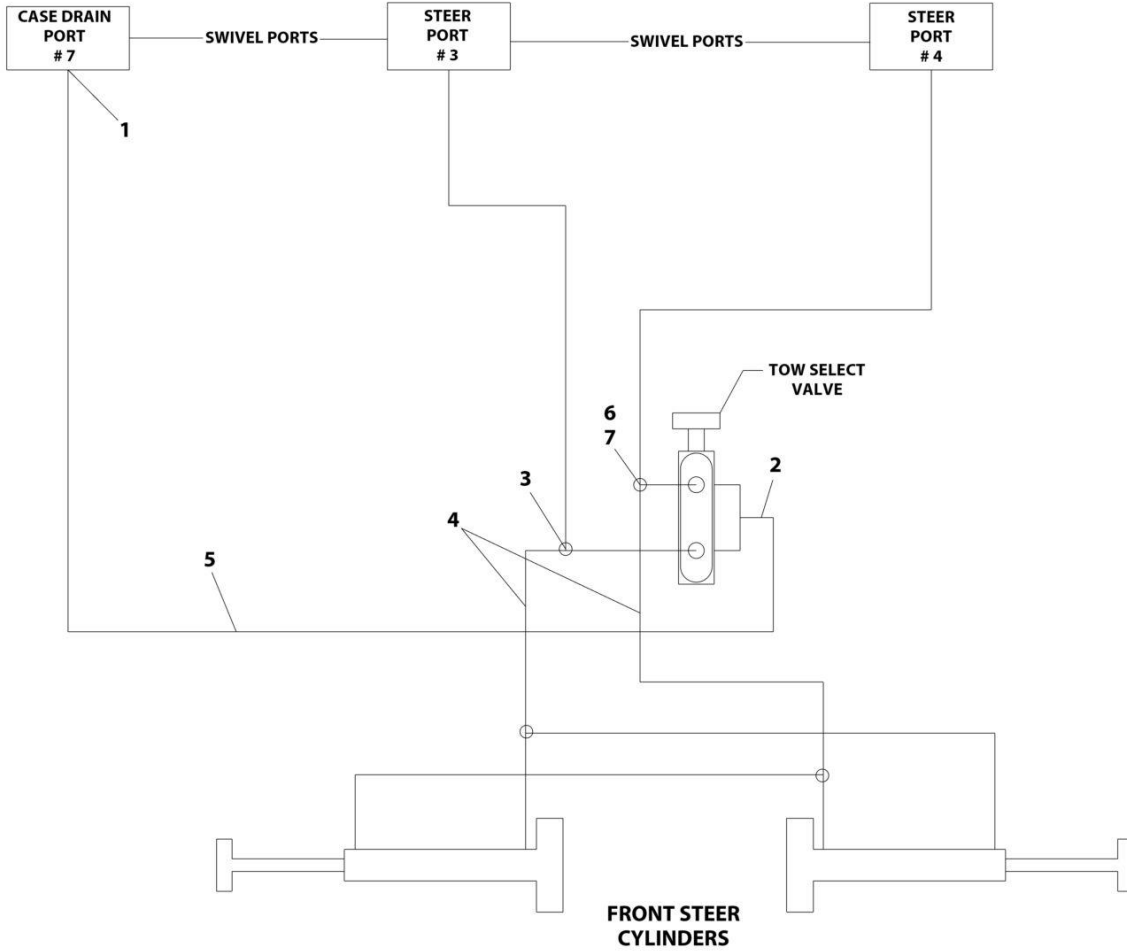 CASE DRAIN
PORT
# 7
SWIVEL PORTS
STEER
PORT
# 3
SWIVEL PORTS
STEER
PORT
# 4
1
TOW SELECT
VALVE
6
7
2
3
4
5
FRONT STEER
CYLINDERS